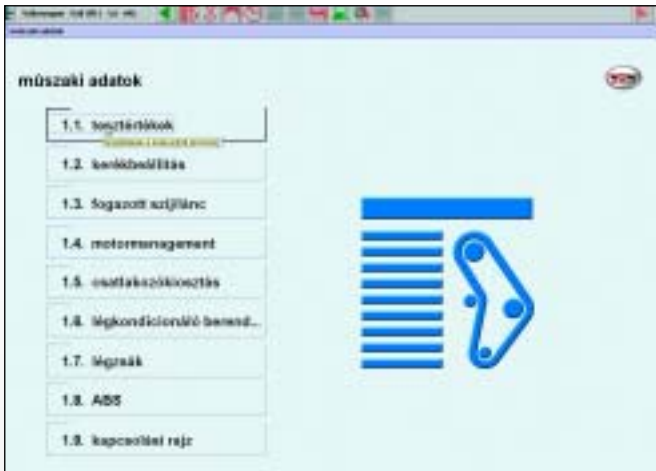 műszaki adatok
1.1. tesztértékek
1.2. kerékbeállítás
1.3. fogazott szíj/lánc
1.4. motormanagement
1.5. csatlakozókiosztás
1.6. légkondicionáló berend...
1.7. légzsák
1.8. ABS
1.9. kapcsolási rajz